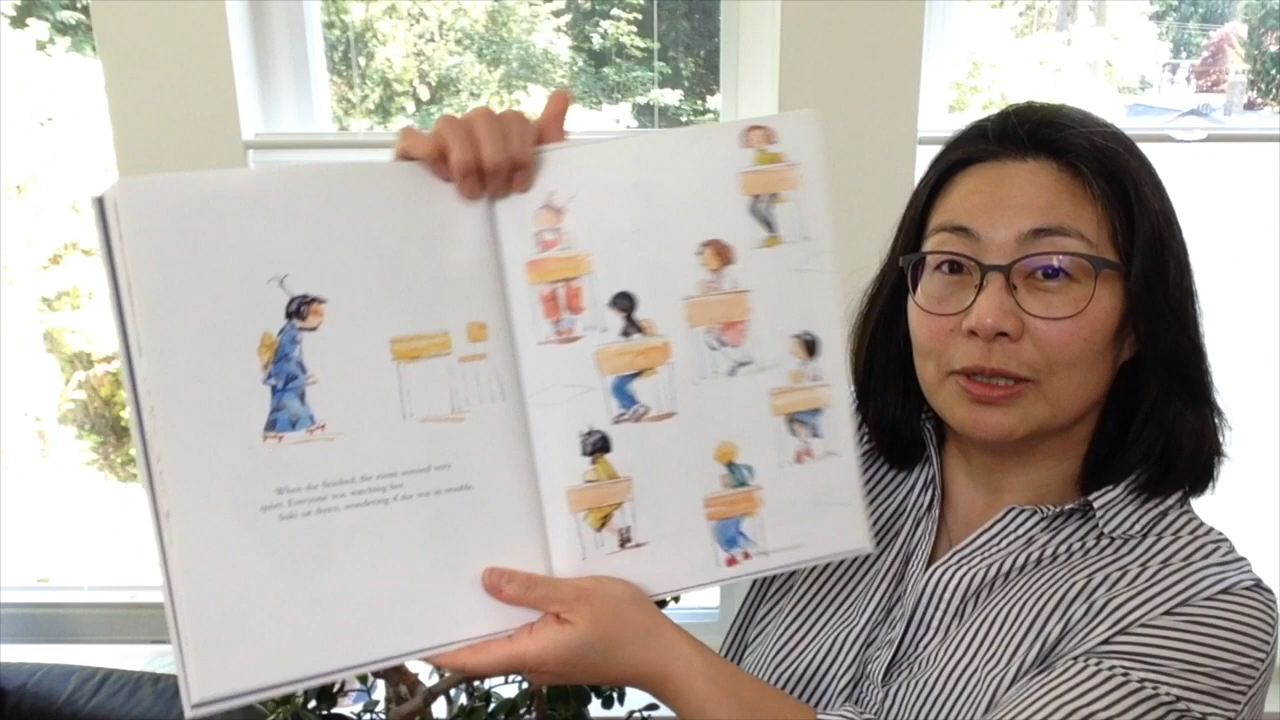 When she finished, the room seemed very
quiet. Everyone was watching her.
Suki sat down, wondering if she was in trouble.